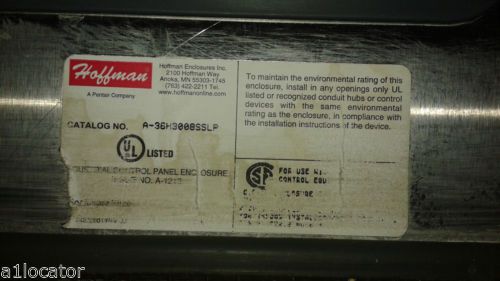 Hoffman
A Pentair Company
Hoffman Enclosures Inc.
2100 Hoffman Way
Anoka, MN 55303-1745
(763) 422-2211 Tel.
www.hoffmanonline.com
CATALOG NO. A-36H3008SSLP
UL
LISTED
CONTROL PANEL ENCLOSURE
NO. A-1213
To maintain the environmental rating of this
enclosure, install in any openings only UL
listed or recognized conduit hubs or control
devices with the same environmental
rating as the enclosure, in compliance with
the installation instructions of the device.
FOR USE
CONTROL
a1locator